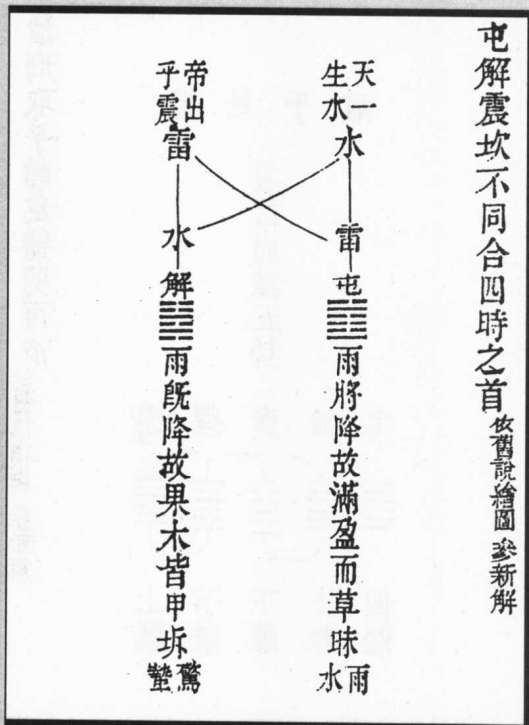 屯解震坎不同合四時之首 依舊說繪圖參新解
天一
生水
水
雷
屯
雨將降故滿盈而草昧
雨
水
帝出
乎震
雷
水
解
雨既降故果木皆甲坼
驚
蟄